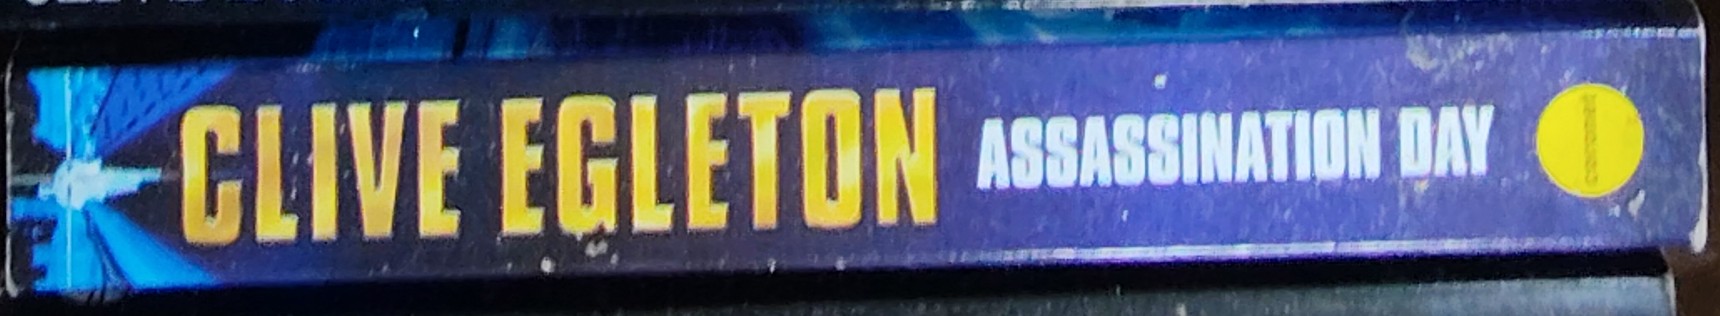 CLIVE EGLETON ASSASSINATION DAY